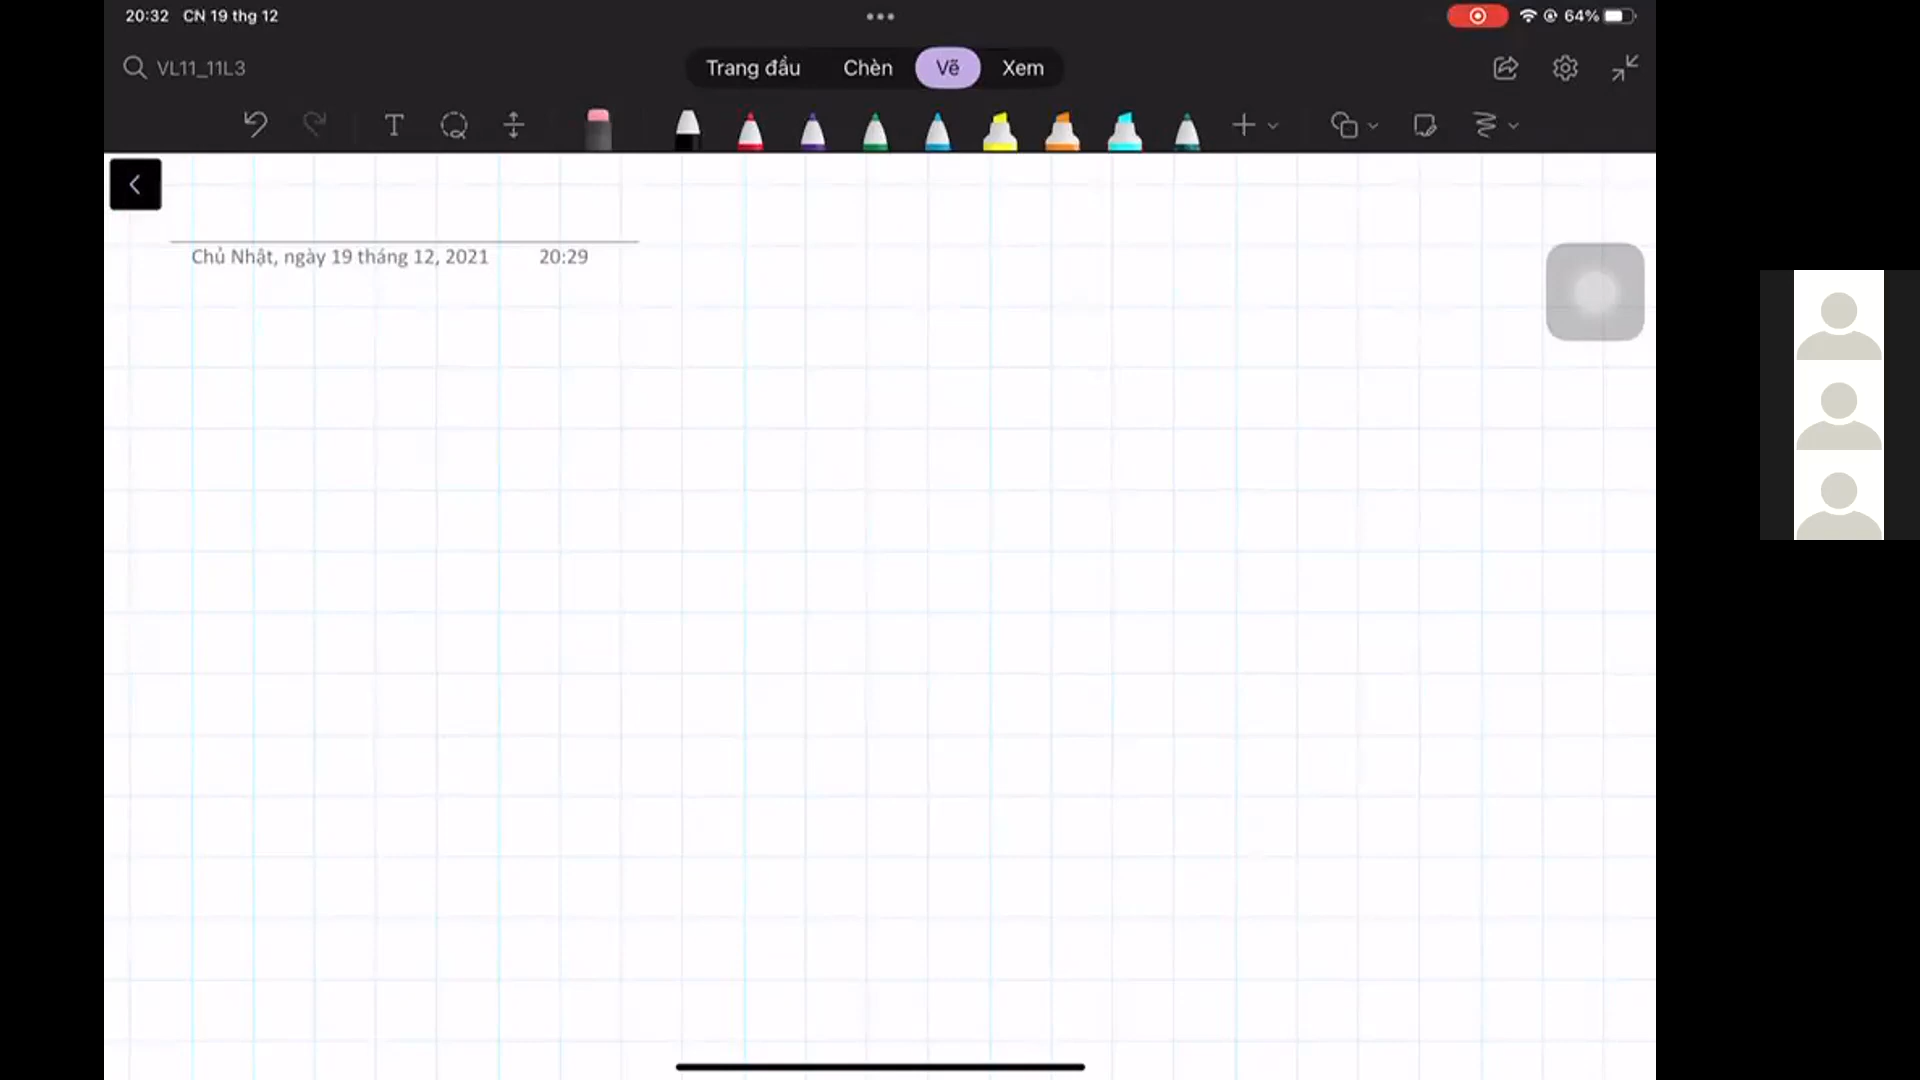 20:32 CN 19 thg 12
64%
VL11_11L3
Trang đầu Chèn Vẽ Xem
Chủ Nhật, ngày 19 tháng 12, 2021 20:29